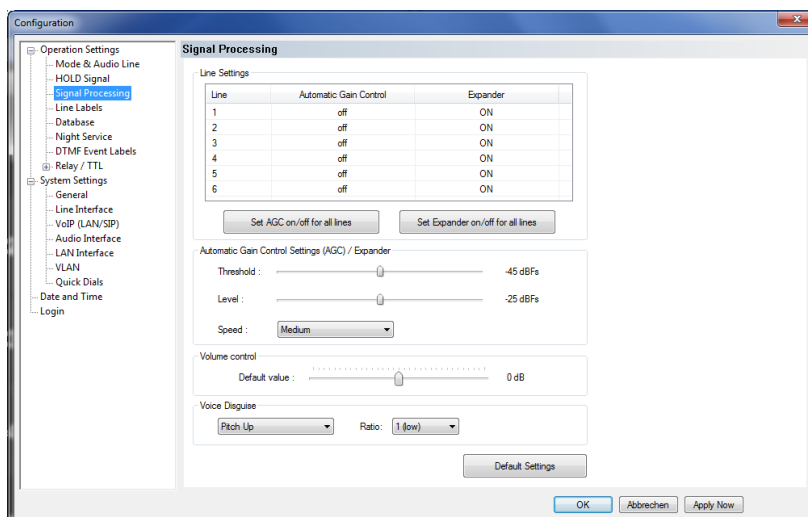 Configuration
Operation Settings
Mode & Audio Line
HOLD Signal
Signal Processing
Line Labels
Database
Night Service
DTMF Event Labels
Relay / TTL
System Settings
General
Line Interface
VoIP (LAN/SIP)
Audio Interface
LAN Interface
VLAN
Quick Dials
Date and Time
Login
Signal Processing
Line Settings
Line Automatic Gain Control Expander
1 off ON
2 off ON
3 off ON
4 off ON
5 off ON
6 off ON
Set AGC on/off for all lines Set Expander on/off for all lines
Automatic Gain Control Settings (AGC) / Expander
Threshold : -45 dBFs
Level : -25 dBFs
Speed : Medium
Volume control
Default value : 0 dB
Voice Disguise
Pitch Up Ratio: 1 (low)
Default Settings
OK Abbrechen Apply Now